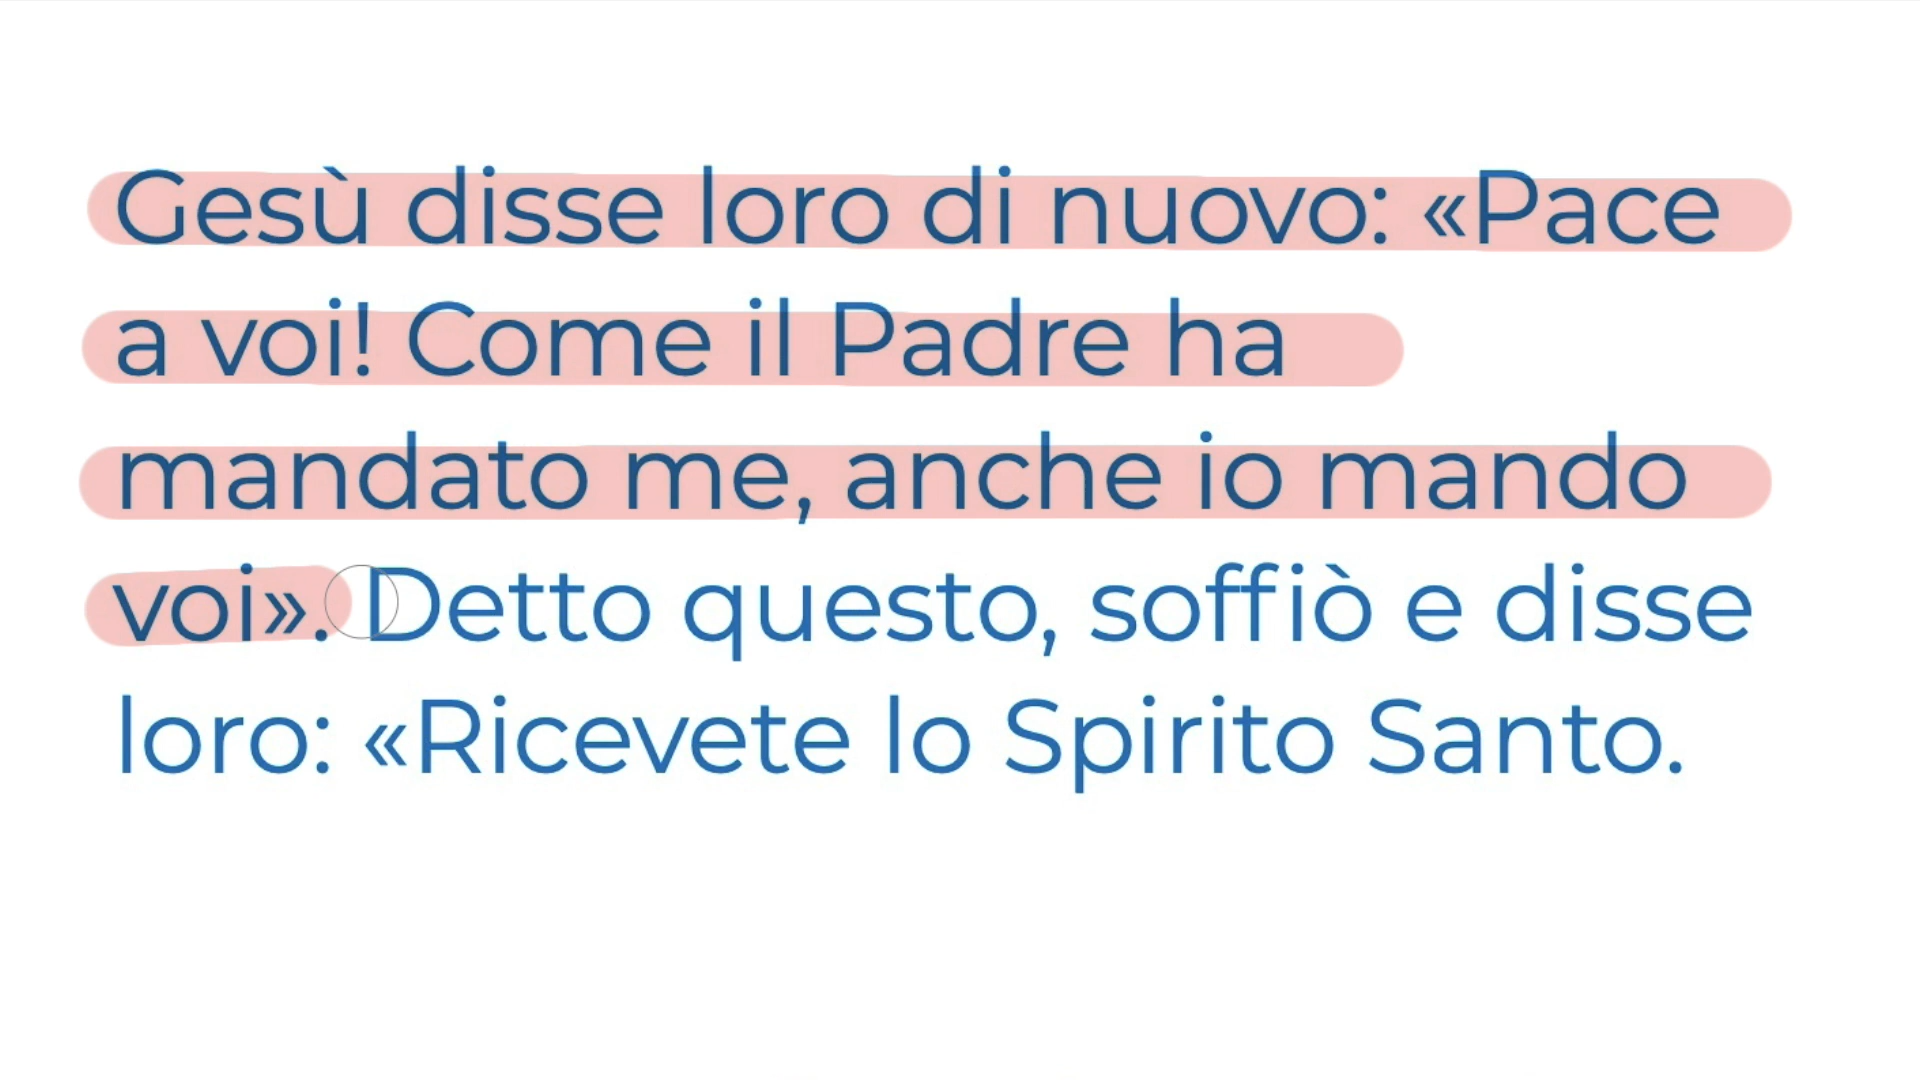 Gesù disse loro di nuovo: «Pace
a voi! Come il Padre ha
mandato me, anche io mando
voi». Detto questo, soffiò e disse
loro: «Ricevete lo Spirito Santo.